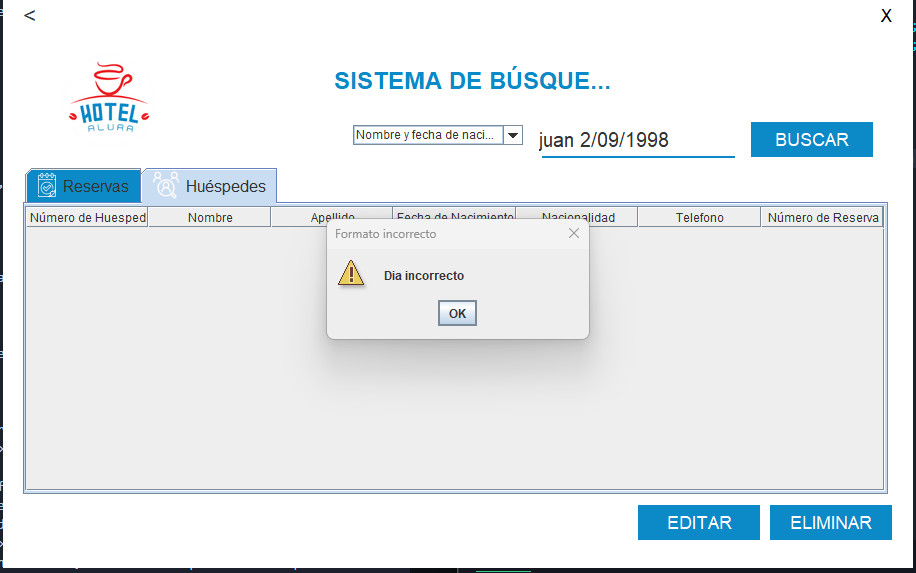 <
X
HOTEL
ALURA
SISTEMA DE BÚSQUE...
Nombre y fecha de naci...
juan 2/09/1998
BUSCAR
Reservas
Huéspedes
Número de Huesped
Nombre
Apellido
Fecha de Nacimiento
Nacionalidad
Telefono
Número de Reserva
Formato incorrecto
Dia incorrecto
OK
EDITAR
ELIMINAR